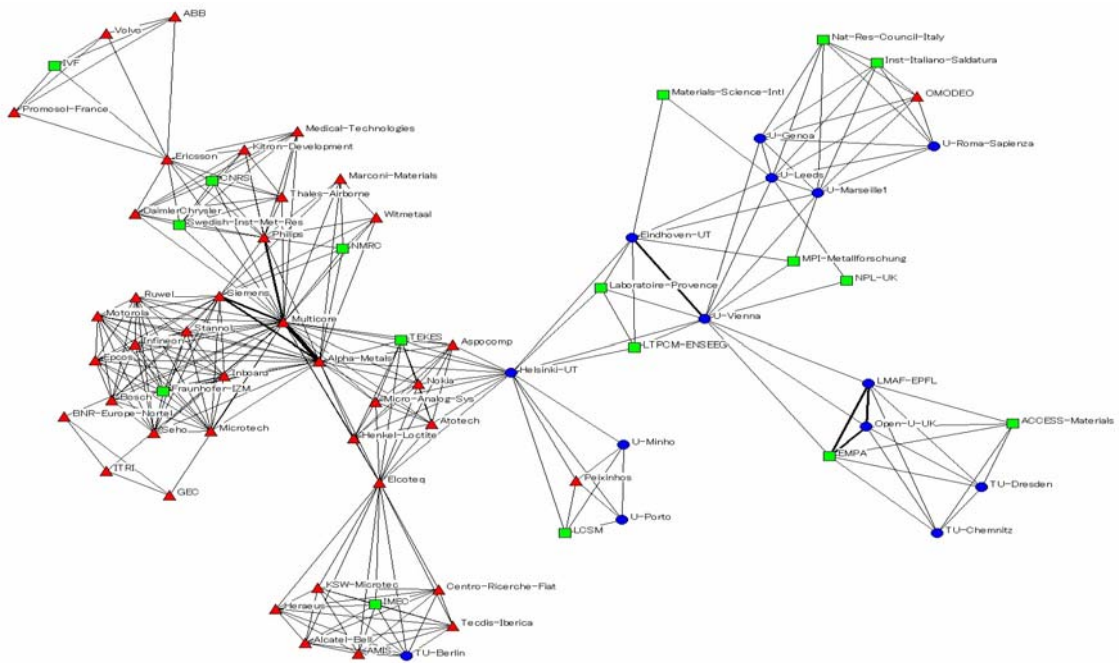 ABB
Volvo
Nat-Res-Council-Italy
IVF
Inst-Italiano-Saldatura
Materials-Science-Intl
OMODEO
Promosol-France
Medical-Technologies
U-Genoa
U-Roma-Sapienza
Kitron-Development
Ericsson
U-Leeds
CNRS
Marconi-Materials
U-Marseille1
Thales-Airborne
DaimlerChrysler
Witmetaal
Swedish-Inst-Met-Res
Philips
Eindhoven-UT
NMRC
MPI-Metallforschung
NPL-UK
Laboratoire-Provence
Ruwel
Siemens
Motorola
Multicore
U-Vienna
Stannol
Infineon
TEKES
Aspocomp
LTPCM-ENSEEG
Epcos
Alpha-Metals
Helsinki-UT
Inboard
Nokia
LMAF-EPFL
Fraunhofer-IZM
Bosch
Micro-Analog-Sys
BNR-Europe-Nortel
Atotech
ACCESS-Materials
Open-U-UK
Seho
Microtech
Henkel-Loctite
U-Minho
EMPA
ITRI
Elcoteq
Peixinhos
TU-Dresden
GEC
U-Porto
LCSM
TU-Chemnitz
KSW-Microtec
Centro-Ricerche-Fiat
IMEC
Heraeus
Tecdis-Iberica
Alcatel-Bell
AMIS
TU-Berlin